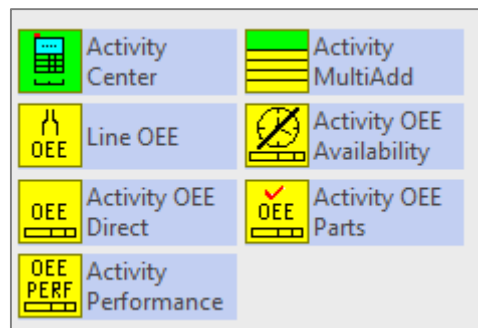 Activity
Center
Activity
MultiAdd
OEE
Line OEE
Activity OEE
Availability
OEE
Activity OEE
Direct
OEE
Activity OEE
Parts
OEE
PERF
Activity
Performance